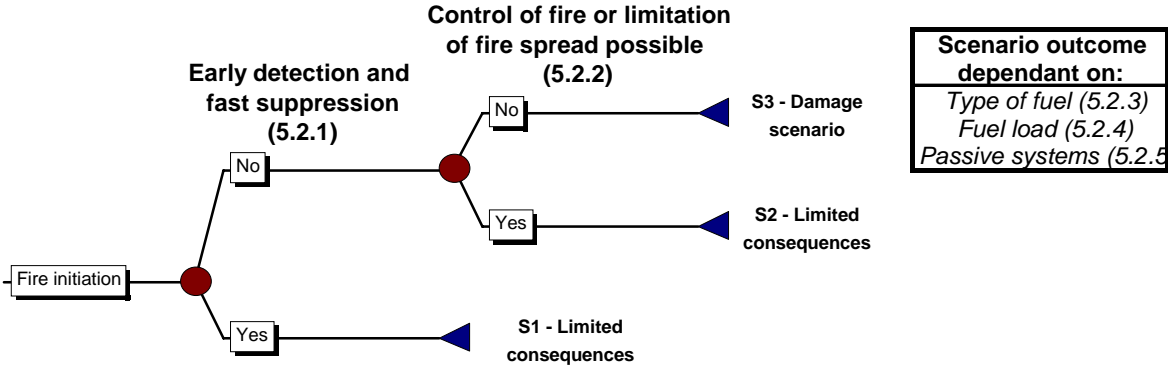 Control of fire or limitation
of fire spread possible
(5.2.2)
Early detection and
fast suppression
(5.2.1)
Scenario outcome
dependant on:
Type of fuel (5.2.3)
Fuel load (5.2.4)
Passive systems (5.2.5
No
S3 - Damage
scenario
No
Yes
S2 - Limited
consequences
Fire initiation
Yes
S1 - Limited
consequences